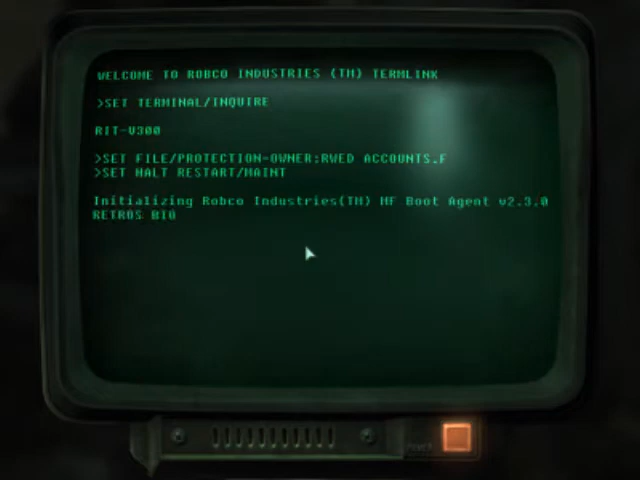 WELCOME TO ROBCO INDUSTRIES (TM) TERMLINK
>SET TERMINAL/INQUIRE
RIT-V300
>SET FILE/PROTECTION-OWNER:RWED ACCOUNTS.F
>SET HALT RESTART/MAINT
Initializing Robco Industries(TM) MF Boot Agent v2.3.0
RETROS BIO